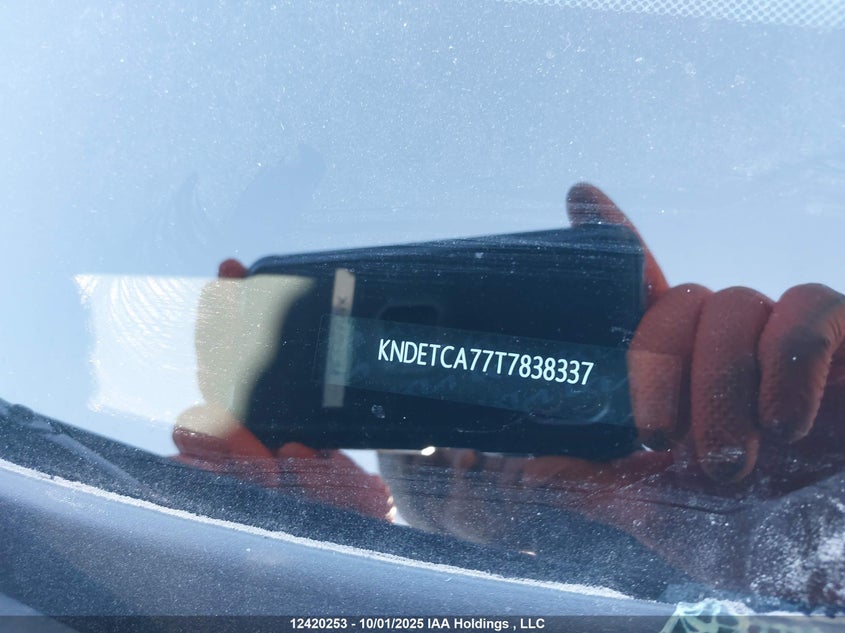 KNDETCA77T7838337
12420253 - 10/01/2025 IAA Holdings , LLC